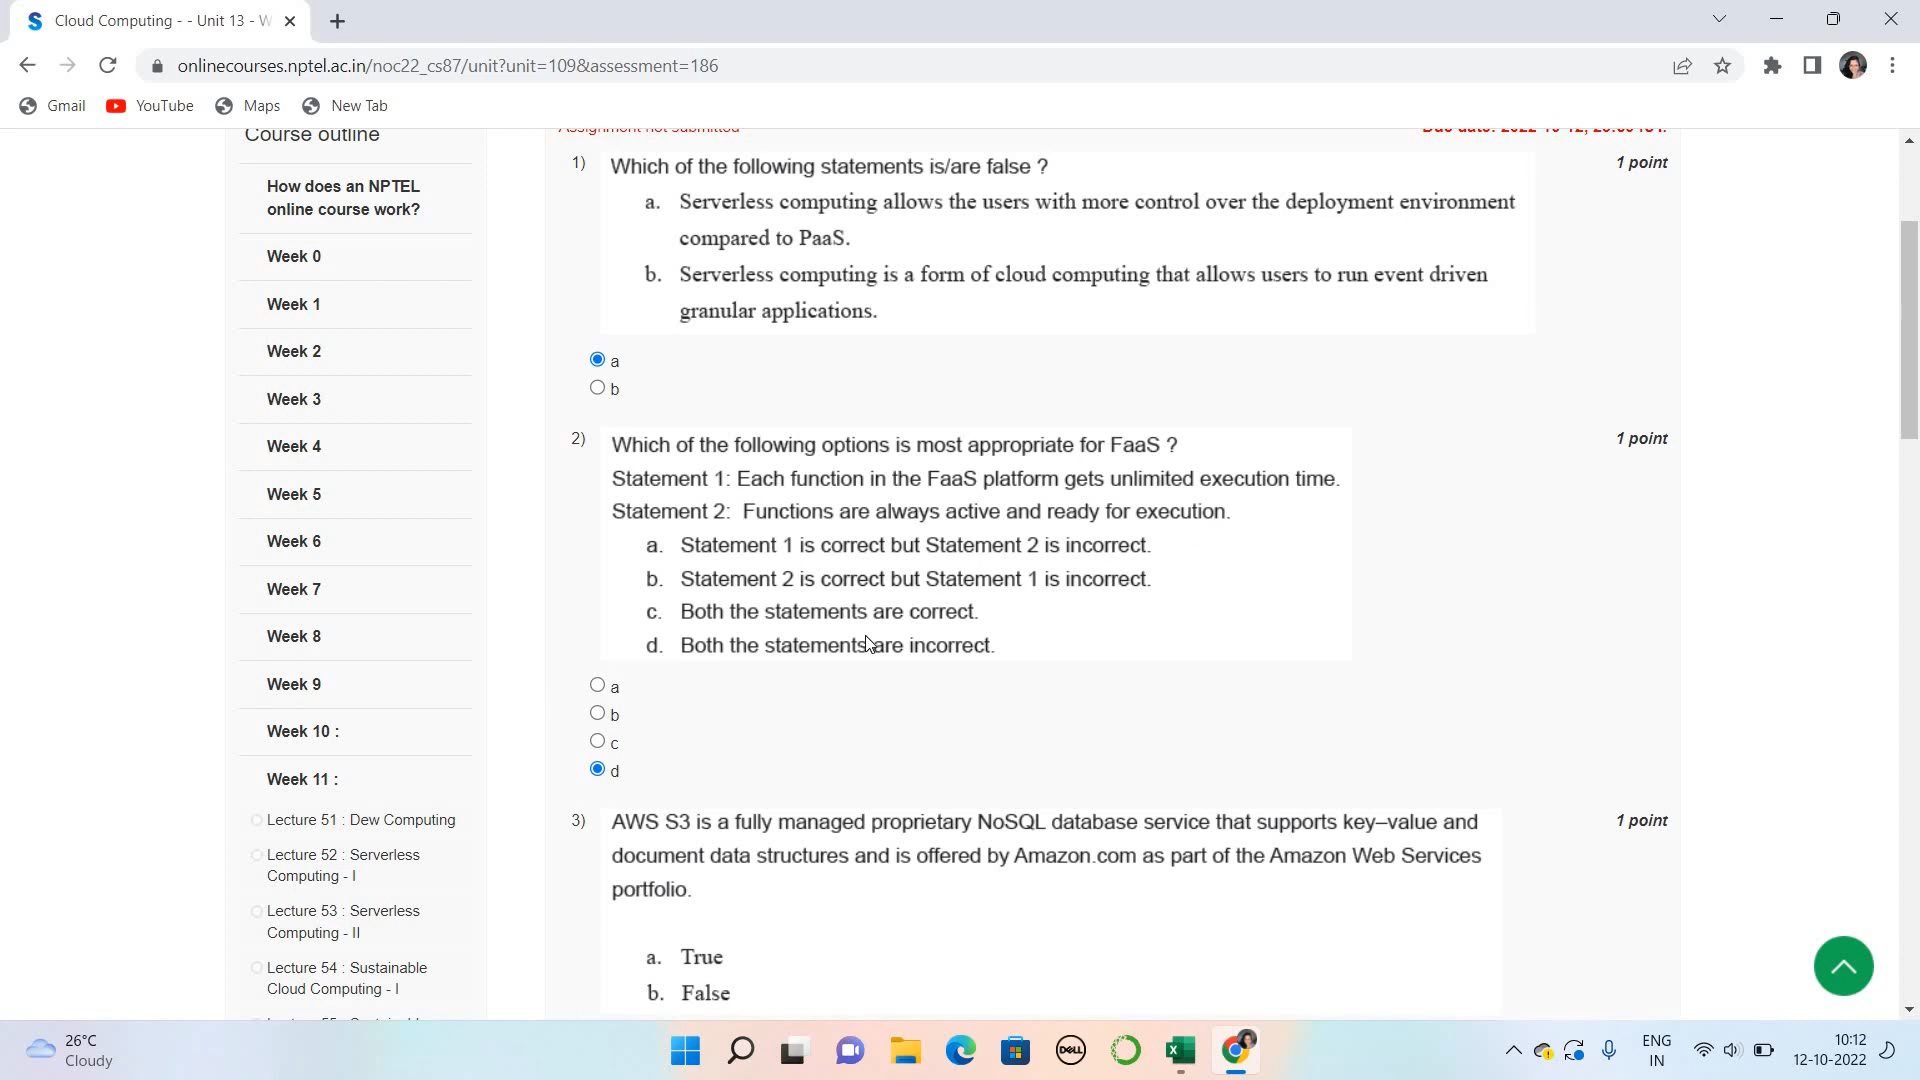 Cloud Computing - - Unit 13 - W
onlinecourses.nptel.ac.in/noc22_cs87/unit?unit=109&assessment=186
Gmail YouTube Maps New Tab
Course outline
How does an NPTEL
online course work?
Week 0
Week 1
Week 2
Week 3
Week 4
Week 5
Week 6
Week 7
Week 8
Week 9
Week 10 :
Week 11 :
Lecture 51 : Dew Computing
Lecture 52 : Serverless
Computing - I
Lecture 53 : Serverless
Computing - II
Lecture 54 : Sustainable
Cloud Computing - I
Assignment not submitted
1) Which of the following statements is/are false ? 1 point
a. Serverless computing allows the users with more control over the deployment environment
compared to PaaS.
b. Serverless computing is a form of cloud computing that allows users to run event driven
granular applications.
a
b
2) Which of the following options is most appropriate for FaaS ? 1 point
Statement 1: Each function in the FaaS platform gets unlimited execution time.
Statement 2: Functions are always active and ready for execution.
a. Statement 1 is correct but Statement 2 is incorrect.
b. Statement 2 is correct but Statement 1 is incorrect.
c. Both the statements are correct.
d. Both the statements are incorrect.
a
b
c
d
3) AWS S3 is a fully managed proprietary NoSQL database service that supports key–value and 1 point
document data structures and is offered by Amazon.com as part of the Amazon Web Services
portfolio.
a. True
b. False
26°C
Cloudy
DELL
ENG
IN
10:12
12-10-2022